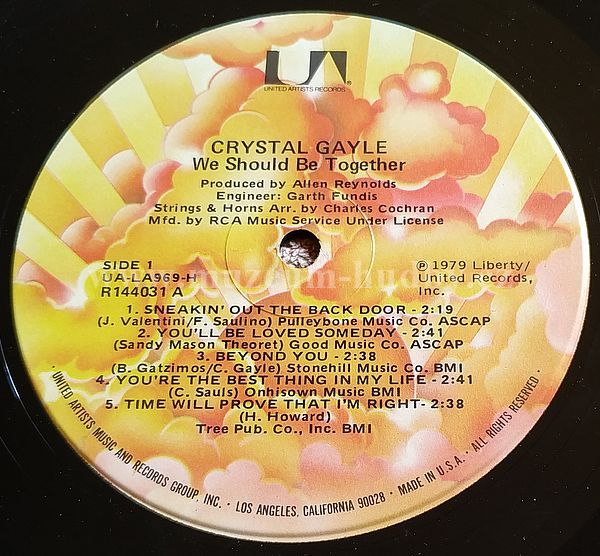 UA®
UNITED ARTISTS RECORDS
CRYSTAL GAYLE
We Should Be Together
Produced by Allen Reynolds
Engineer: Garth Fundis
Strings & Horns Arr. by Charles Cochran
Mfd. by RCA Music Service Under License
SIDE 1
UA-LA969-H
R144031 A
℗ 1979 Liberty/
United Records,
Inc.
1. SNEAKIN' OUT THE BACK DOOR - 2:19
(J. Valentini/F. Saulino) Pulleybone Music Co. ASCAP
2. YOU'LL BE LOVED SOMEDAY - 2:41
(Sandy Mason Theoret) Good Music Co. ASCAP
3. BEYOND YOU - 2:38
(B. Gatzimos/C. Gayle) Stonehill Music Co. BMI
4. YOU'RE THE BEST THING IN MY LIFE - 2:41
(C. Sauls) Onhisown Music BMI
5. TIME WILL PROVE THAT I'M RIGHT- 2:38
(H. Howard)
Tree Pub. Co., Inc. BMI
· UNITED ARTISTS MUSIC AND RECORDS GROUP, INC. · LOS ANGELES, CALIFORNIA 90028 · MADE IN U.S.A. · ALL RIGHTS RESERVED ·